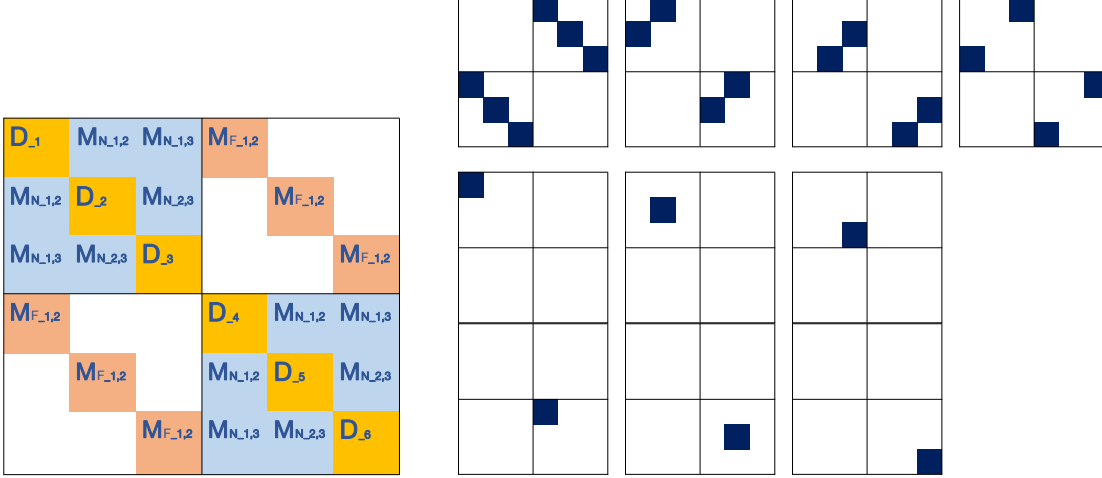 D_1 MN_1,2 MN_1,3 MF_1,2
MN_1,2 D_2 MN_2,3 MF_1,2
MN_1,3 MN_2,3 D_3 MF_1,2
MF_1,2 D_4 MN_1,2 MN_1,3
MF_1,2 MN_1,2 D_5 MN_2,3
MF_1,2 MN_1,3 MN_2,3 D_6